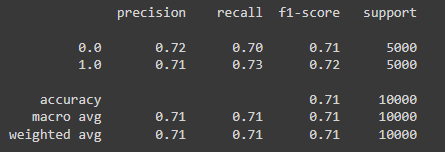 precision recall f1-score support
0.0 0.72 0.70 0.71 5000
1.0 0.71 0.73 0.72 5000
accuracy 0.71 10000
macro avg 0.71 0.71 0.71 10000
weighted avg 0.71 0.71 0.71 10000